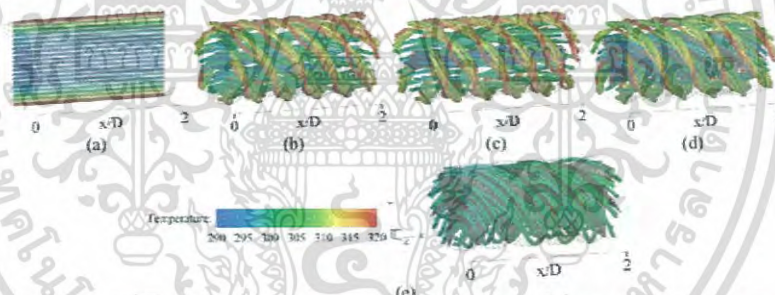 0 x/D 2
(a)
0 x/D 2
(b)
0 x/D 2
(c)
0 x/D
(d)
Temperature:
290 295 300 305 310 315 320
0 x/D 2
(e)